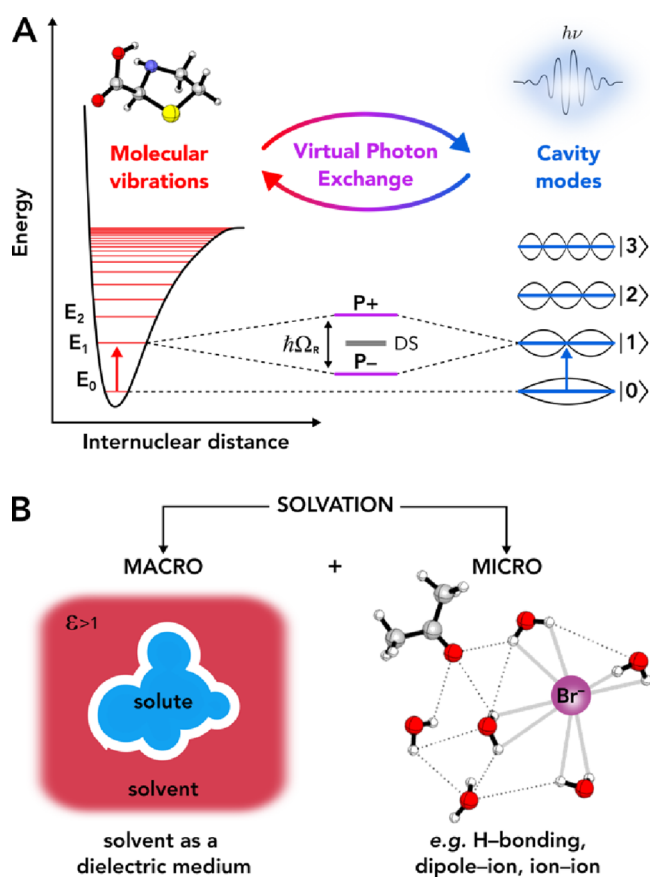 A
hν
Molecular
vibrations
Virtual Photon
Exchange
Cavity
modes
Energy
|3⟩
|2⟩
E₂
P+
E₁
ℏΩ_R
DS
|1⟩
P−
E₀
|0⟩
Internuclear distance
B
SOLVATION
MACRO
+
MICRO
ε>1
solute
solvent
Br⁻
solvent as a
dielectric medium
e.g. H–bonding,
dipole–ion, ion–ion